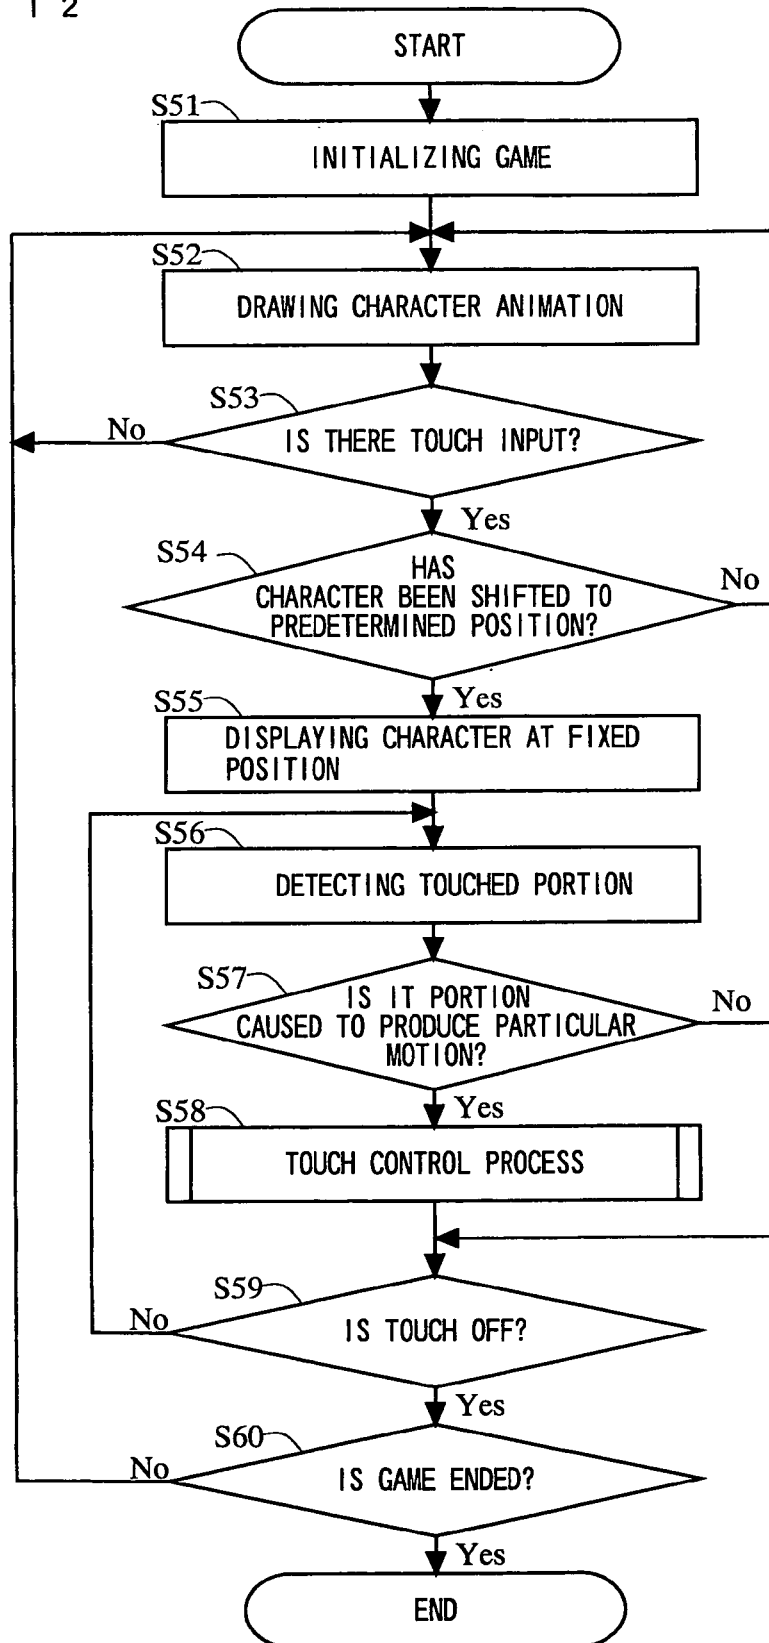 12
START
S51
INITIALIZING GAME
S52
DRAWING CHARACTER ANIMATION
S53
No
IS THERE TOUCH INPUT?
Yes
S54
HAS
CHARACTER BEEN SHIFTED TO
PREDETERMINED POSITION?
No
Yes
S55
DISPLAYING CHARACTER AT FIXED
POSITION
S56
DETECTING TOUCHED PORTION
S57
IS IT PORTION
CAUSED TO PRODUCE PARTICULAR
MOTION?
No
Yes
S58
TOUCH CONTROL PROCESS
S59
No
IS TOUCH OFF?
Yes
S60
No
IS GAME ENDED?
Yes
END